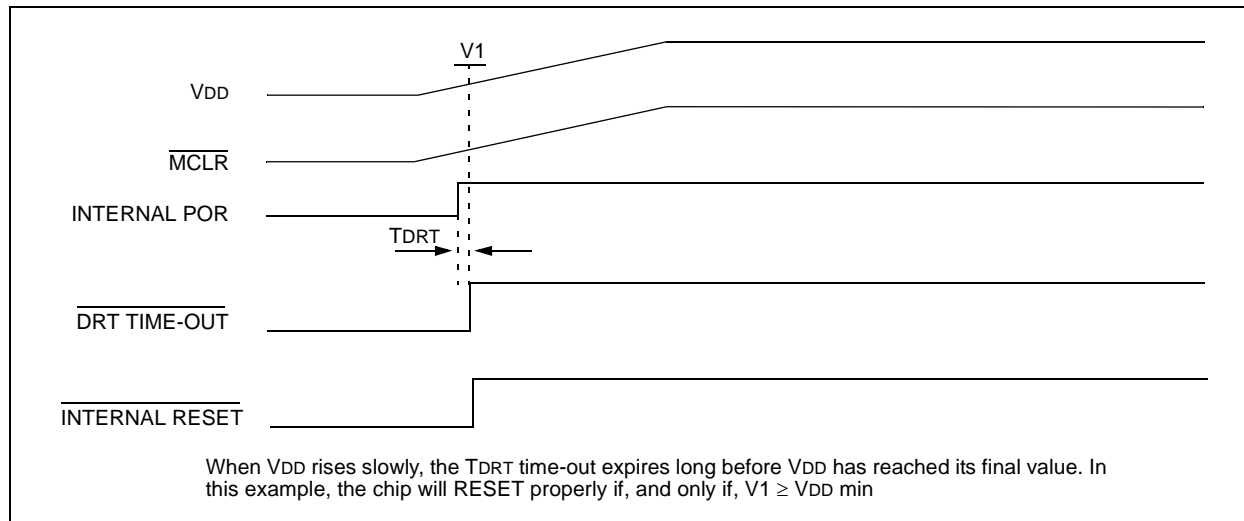 V1
VDD
MCLR
INTERNAL POR
TDRT
DRT TIME-OUT
INTERNAL RESET
When VDD rises slowly, the TDRT time-out expires long before VDD has reached its final value. In
this example, the chip will RESET properly if, and only if, V1 ≥ VDD min